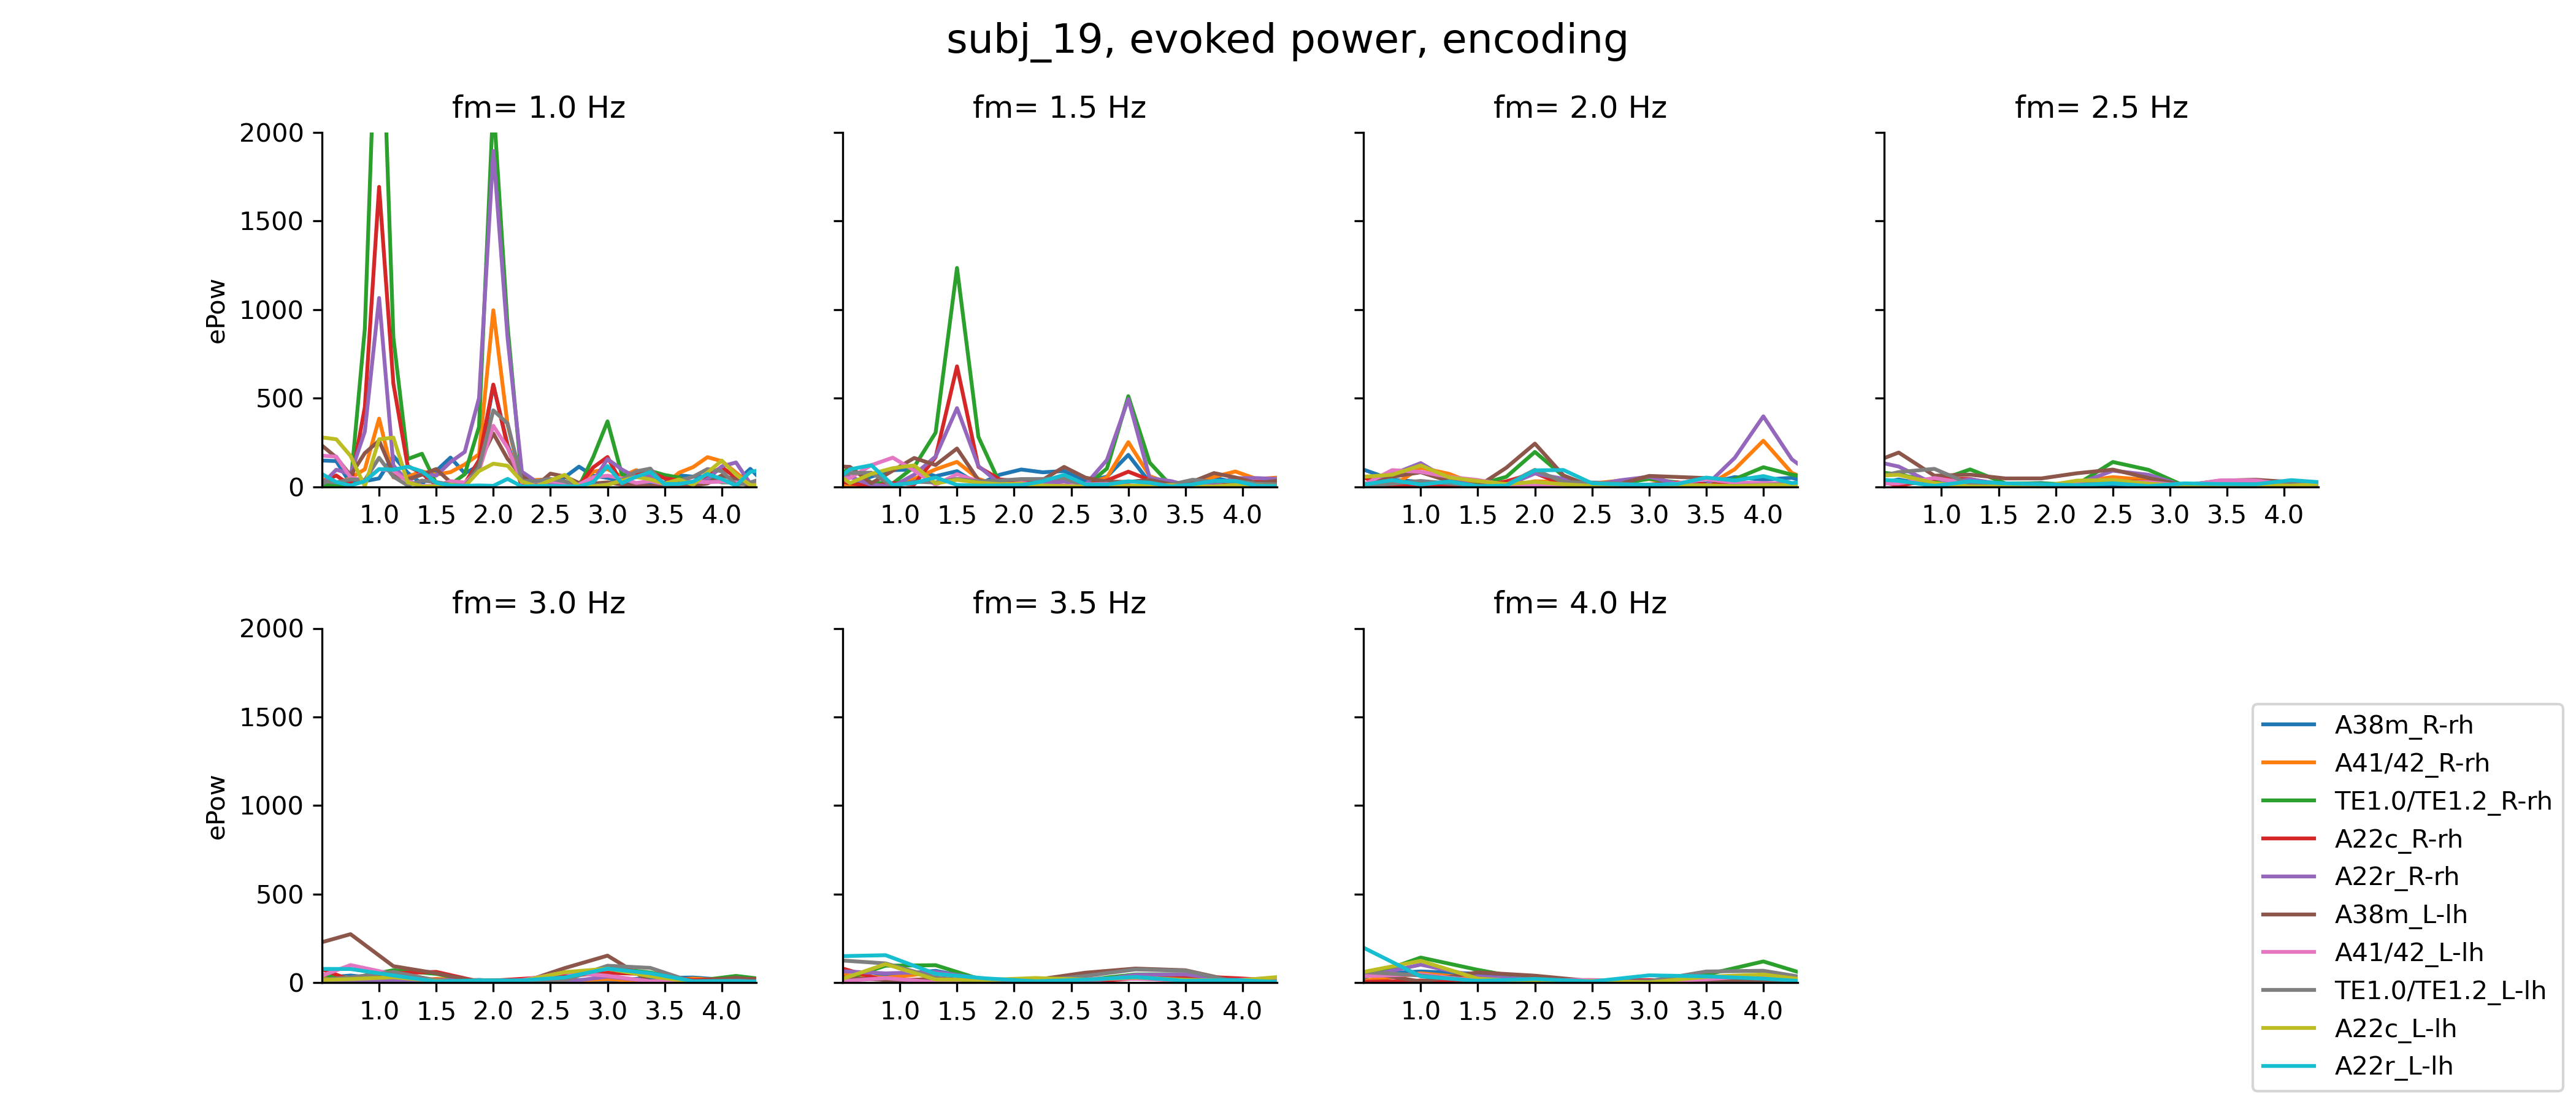 subj_19, evoked power, encoding
fm= 1.0 Hz
fm= 1.5 Hz
fm= 2.0 Hz
fm= 2.5 Hz
2000
1500
1000
500
0
ePow
1.0 1.5 2.0 2.5 3.0 3.5 4.0
1.0 1.5 2.0 2.5 3.0 3.5 4.0
1.0 1.5 2.0 2.5 3.0 3.5 4.0
1.0 1.5 2.0 2.5 3.0 3.5 4.0
fm= 3.0 Hz
fm= 3.5 Hz
fm= 4.0 Hz
2000
1500
1000
500
0
ePow
1.0 1.5 2.0 2.5 3.0 3.5 4.0
1.0 1.5 2.0 2.5 3.0 3.5 4.0
1.0 1.5 2.0 2.5 3.0 3.5 4.0
A38m_R-rh
A41/42_R-rh
TE1.0/TE1.2_R-rh
A22c_R-rh
A22r_R-rh
A38m_L-lh
A41/42_L-lh
TE1.0/TE1.2_L-lh
A22c_L-lh
A22r_L-lh